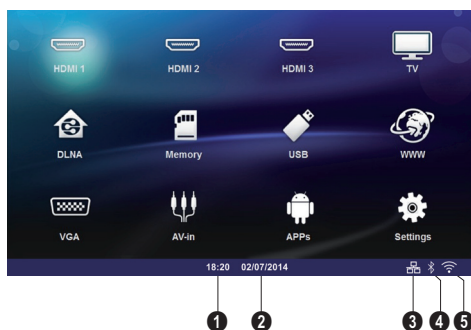 HDMI 1 HDMI 2 HDMI 3 TV
DLNA Memory USB WWW
VGA AV-in APPs Settings
18:20 02/07/2014
1 2 3 4 5